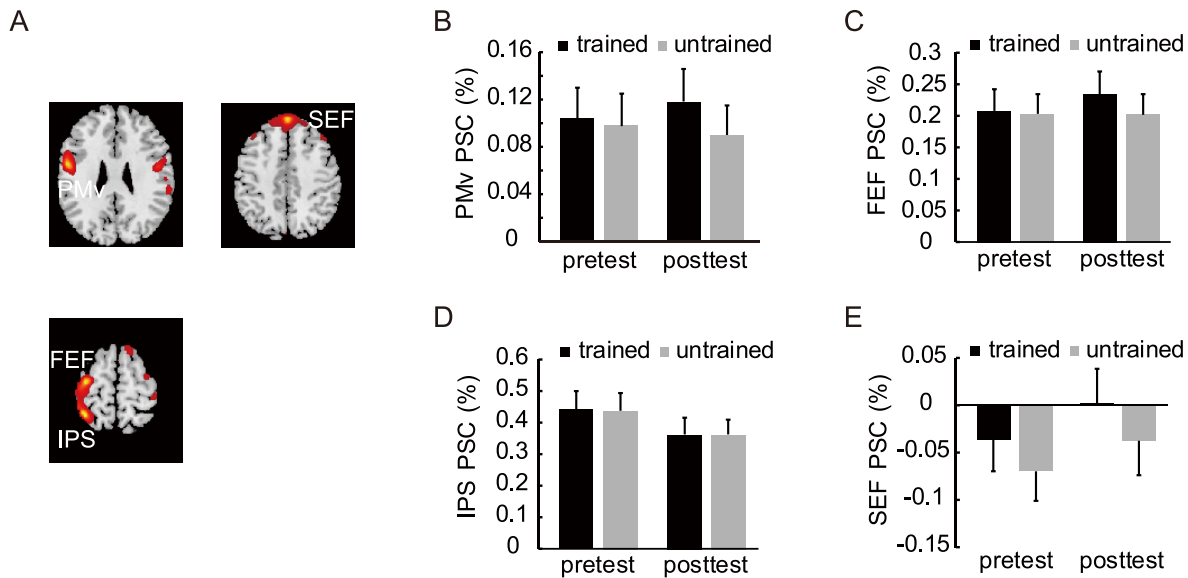 A
PMv
SEF
FEF
IPS
B
trained untrained
PMv PSC (%)
0.16
0.12
0.08
0.04
0
pretest posttest
C
trained untrained
FEF PSC (%)
0.3
0.25
0.2
0.15
0.1
0.05
0
pretest posttest
D
trained untrained
IPS PSC (%)
0.6
0.5
0.4
0.3
0.2
0.1
0
pretest posttest
E
trained untrained
SEF PSC (%)
0.05
0
-0.05
-0.1
-0.15
pretest posttest